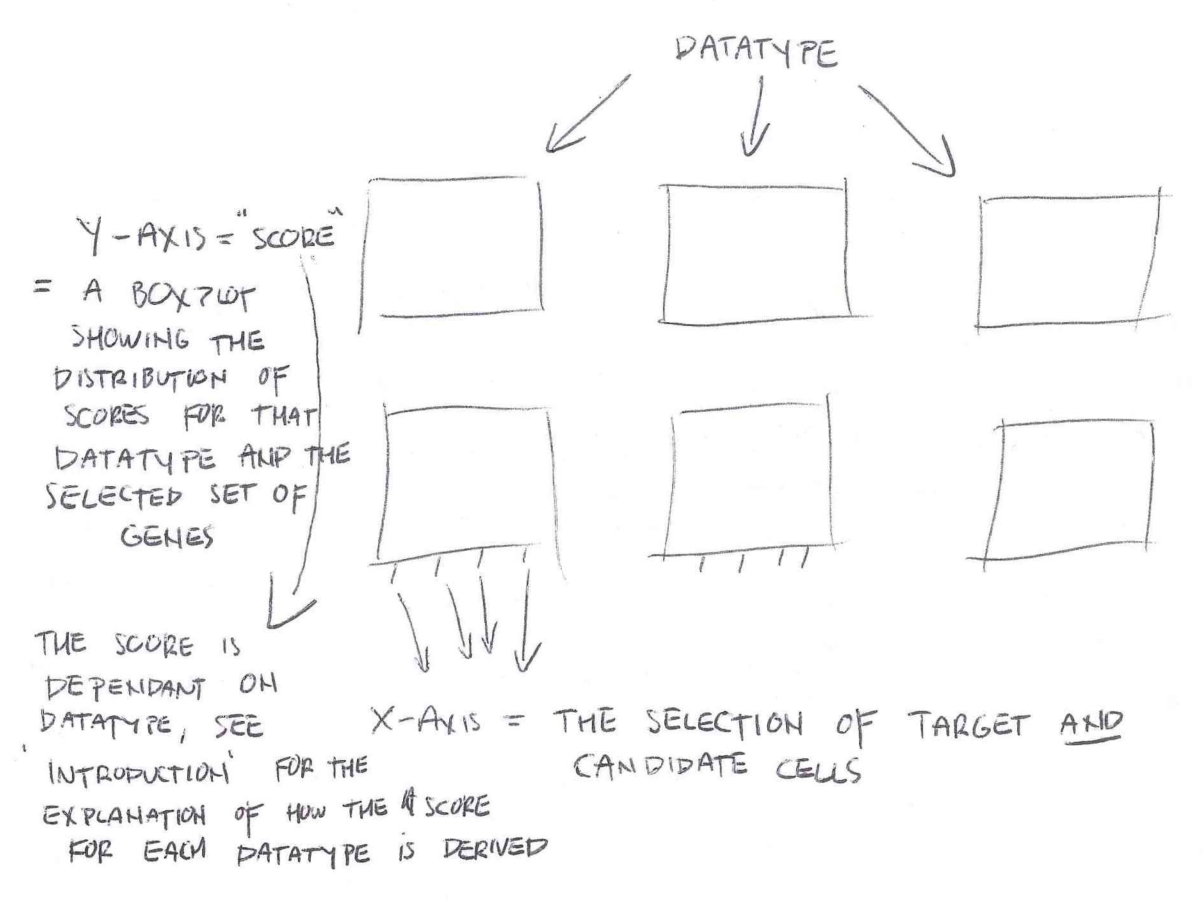 DATATYPE
Y-AXIS = "SCORE"
= A BOXPLOT
SHOWING THE
DISTRIBUTION OF
SCORES FOR THAT
DATATYPE AND THE
SELECTED SET OF
GENES
THE SCORE IS
DEPENDANT ON
DATATYPE, SEE
'INTRODUCTION' FOR THE
EXPLANATION OF HOW THE SCORE
FOR EACH DATATYPE IS DERIVED
X-AXIS = THE SELECTION OF TARGET AND
CANDIDATE CELLS